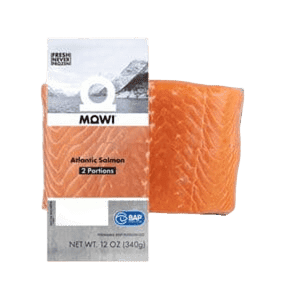 FRESH
NEVER
FROZEN
MOWI
Atlantic Salmon
2 Portions
BAP
NET WT. 12 OZ (340g)